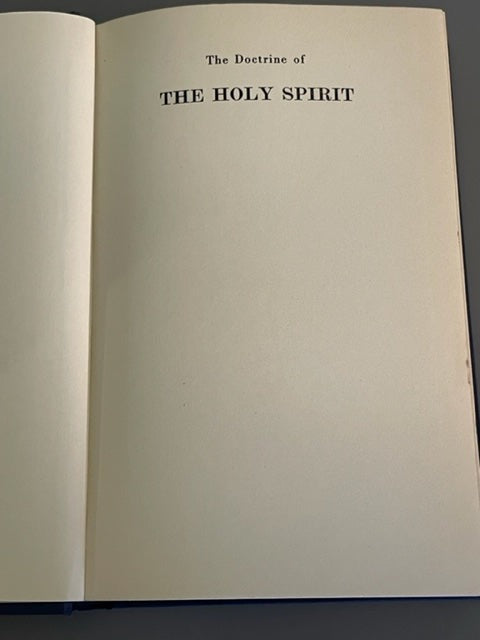 The Doctrine of
THE HOLY SPIRIT